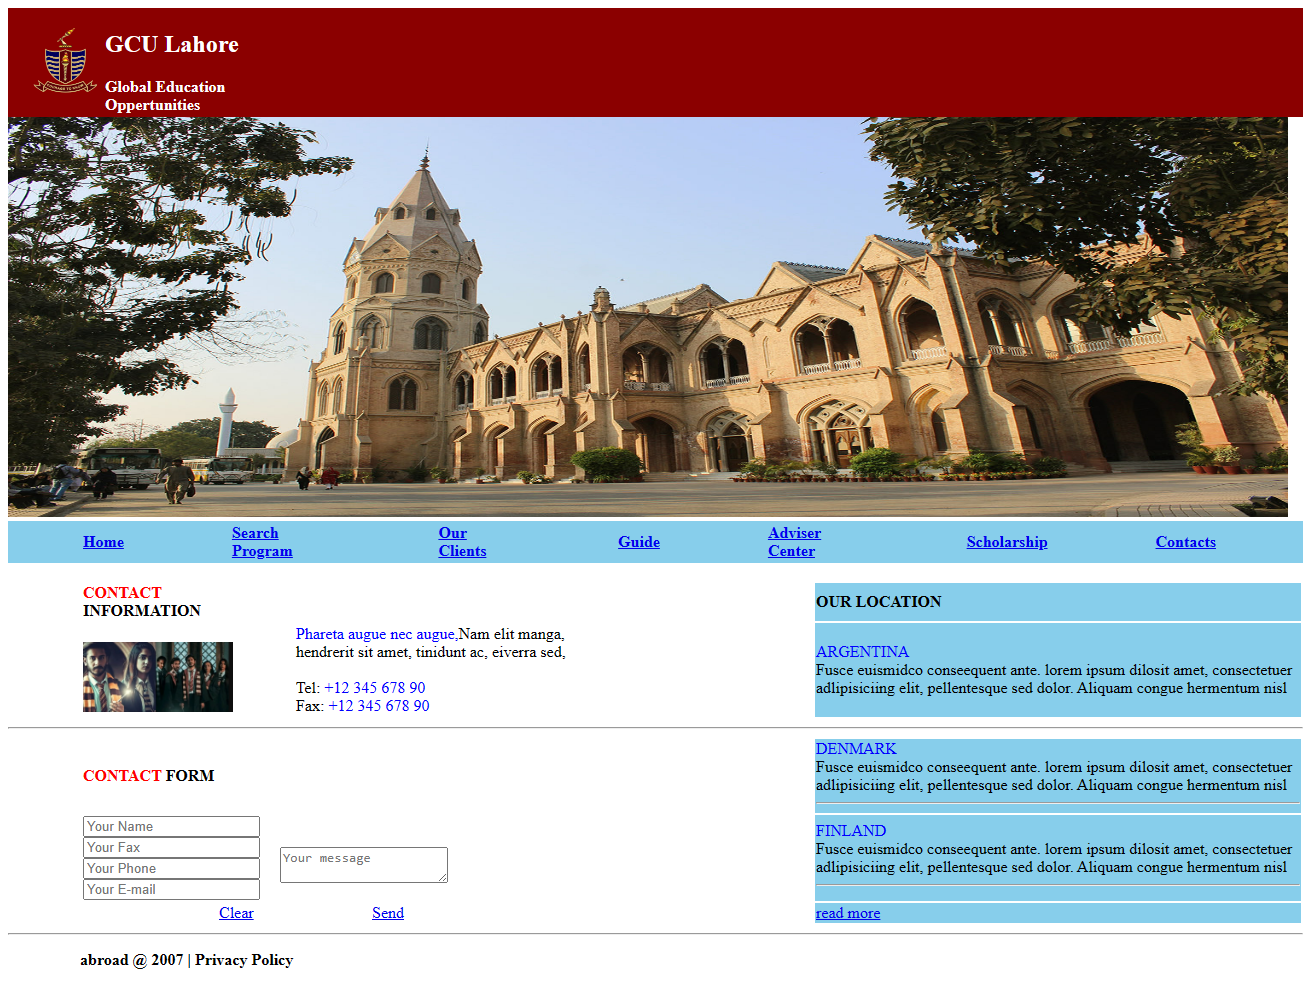 GCU Lahore
Global Education
Oppertunities
Home
Search
Program
Our
Clients
Guide
Adviser
Center
Scholarship
Contacts
CONTACT
INFORMATION
Phareta augue nec augue,Nam elit manga,
hendrerit sit amet, tinidunt ac, eiverra sed,
Tel: +12 345 678 90
Fax: +12 345 678 90
OUR LOCATION
ARGENTINA
Fusce euismidco conseequent ante. lorem ipsum dilosit amet, consectetuer
adlipisiciing elit, pellentesque sed dolor. Aliquam congue hermentum nisl
CONTACT FORM
Your Name
Your Fax
Your Phone
Your E-mail
Your message
Clear
Send
DENMARK
Fusce euismidco conseequent ante. lorem ipsum dilosit amet, consectetuer
adlipisiciing elit, pellentesque sed dolor. Aliquam congue hermentum nisl
FINLAND
Fusce euismidco conseequent ante. lorem ipsum dilosit amet, consectetuer
adlipisiciing elit, pellentesque sed dolor. Aliquam congue hermentum nisl
read more
abroad @ 2007 | Privacy Policy